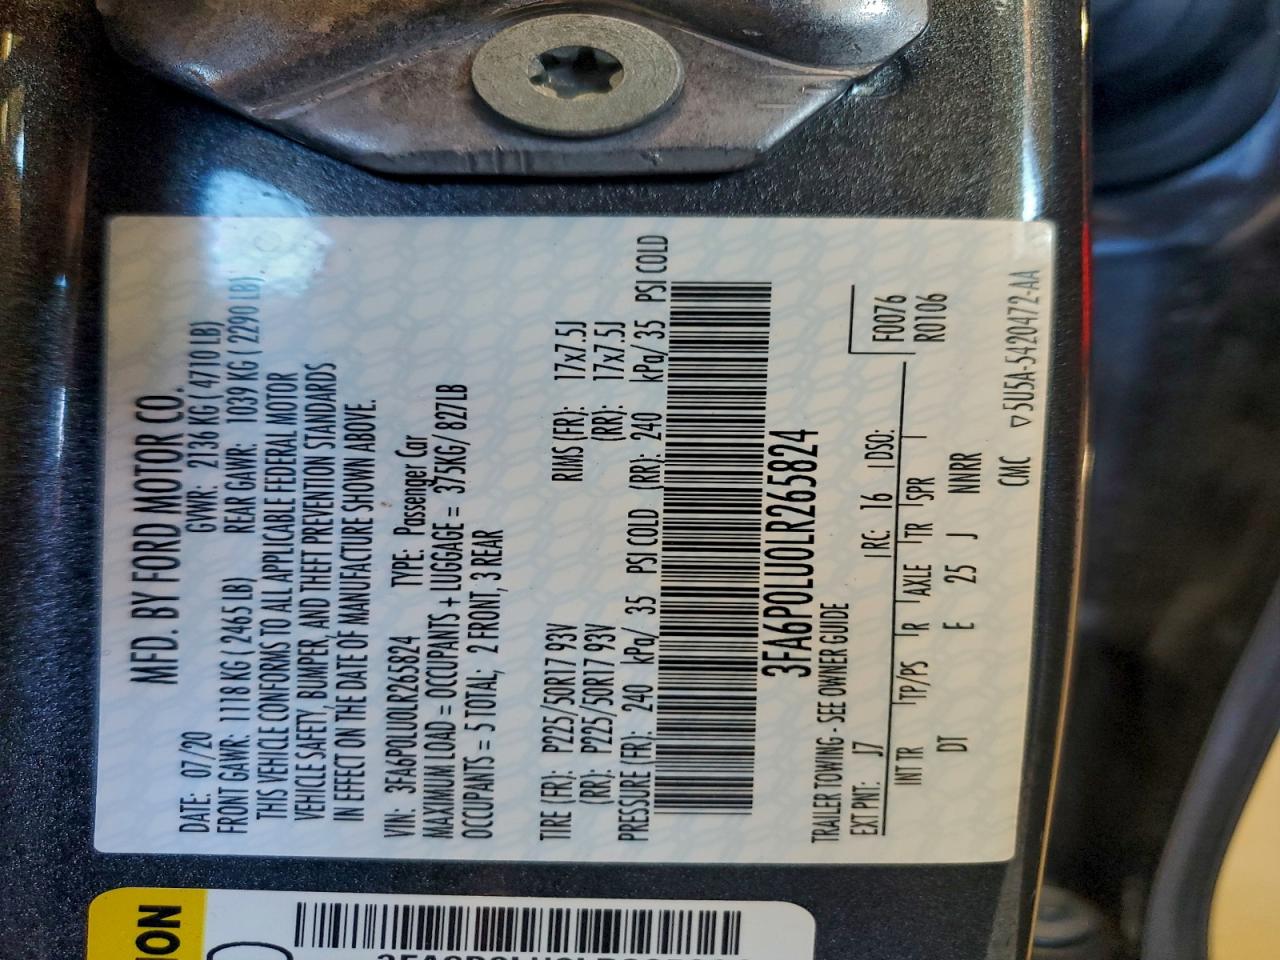 MFD. BY FORD MOTOR CO.
DATE: 07/20 GVWR: 2136 KG ( 4710 LB)
FRONT GAWR: 1118 KG ( 2465 LB) REAR GAWR: 1039 KG ( 2290 LB)
THIS VEHICLE CONFORMS TO ALL APPLICABLE FEDERAL MOTOR
VEHICLE SAFETY, BUMPER, AND THEFT PREVENTION STANDARDS
IN EFFECT ON THE DATE OF MANUFACTURE SHOWN ABOVE.
VIN: 3FA6P0LU0LR265824 TYPE: Passenger Car
MAXIMUM LOAD = OCCUPANTS + LUGGAGE = 375KG/ 827LB
OCCUPANTS = 5 TOTAL; 2 FRONT, 3 REAR
TIRE (FR): P225/50R17 93V RIMS (FR): 17x7.5J
(RR): P225/50R17 93V (RR): 17x7.5J
PRESSURE (FR): 240 kPa/ 35 PSI COLD (RR): 240 kPa/ 35 PSI COLD
3FA6P0LU0LR265824
TRAILER TOWING - SEE OWNER GUIDE
EXT PNT: J7 RC: 16 DSO: F0076
INT TR TP/PS R AXLE TR SPR R0106
DT E 25 J NNRR
CMC ▽5U5A-5420472-AA